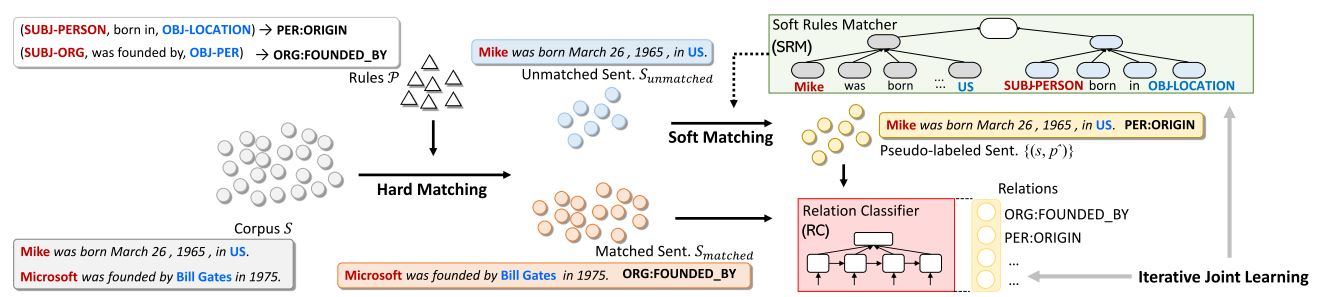 (SUBJ-PERSON, born in, OBJ-LOCATION) → PER:ORIGIN
(SUBJ-ORG, was founded by, OBJ-PER) → ORG:FOUNDED_BY
Rules P
Corpus S
Mike was born March 26 , 1965 , in US.
Microsoft was founded by Bill Gates in 1975.
Hard Matching
Mike was born March 26 , 1965 , in US.
Unmatched Sent. S_unmatched
Matched Sent. S_matched
Microsoft was founded by Bill Gates in 1975. ORG:FOUNDED_BY
Soft Matching
Soft Rules Matcher
(SRM)
Mike was born ... US SUBJ-PERSON born in OBJ-LOCATION
Mike was born March 26 , 1965 , in US. PER:ORIGIN
Pseudo-labeled Sent. {(s, pˆ)}
Relation Classifier
(RC)
Relations
ORG:FOUNDED_BY
PER:ORIGIN
...
...
Iterative Joint Learning